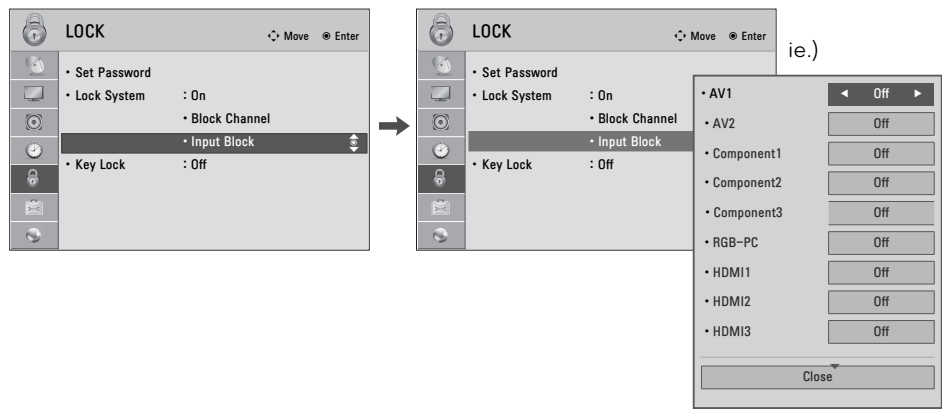 LOCK
Move Enter
• Set Password
• Lock System : On
• Block Channel
• Input Block
• Key Lock : Off
LOCK
Move Enter
• Set Password
• Lock System : On
• Block Channel
• Input Block
• Key Lock : Off
ie.)
• AV1 ◄ Off ►
• AV2 Off
• Component1 Off
• Component2 Off
• Component3 Off
• RGB-PC Off
• HDMI1 Off
• HDMI2 Off
• HDMI3 Off
Close